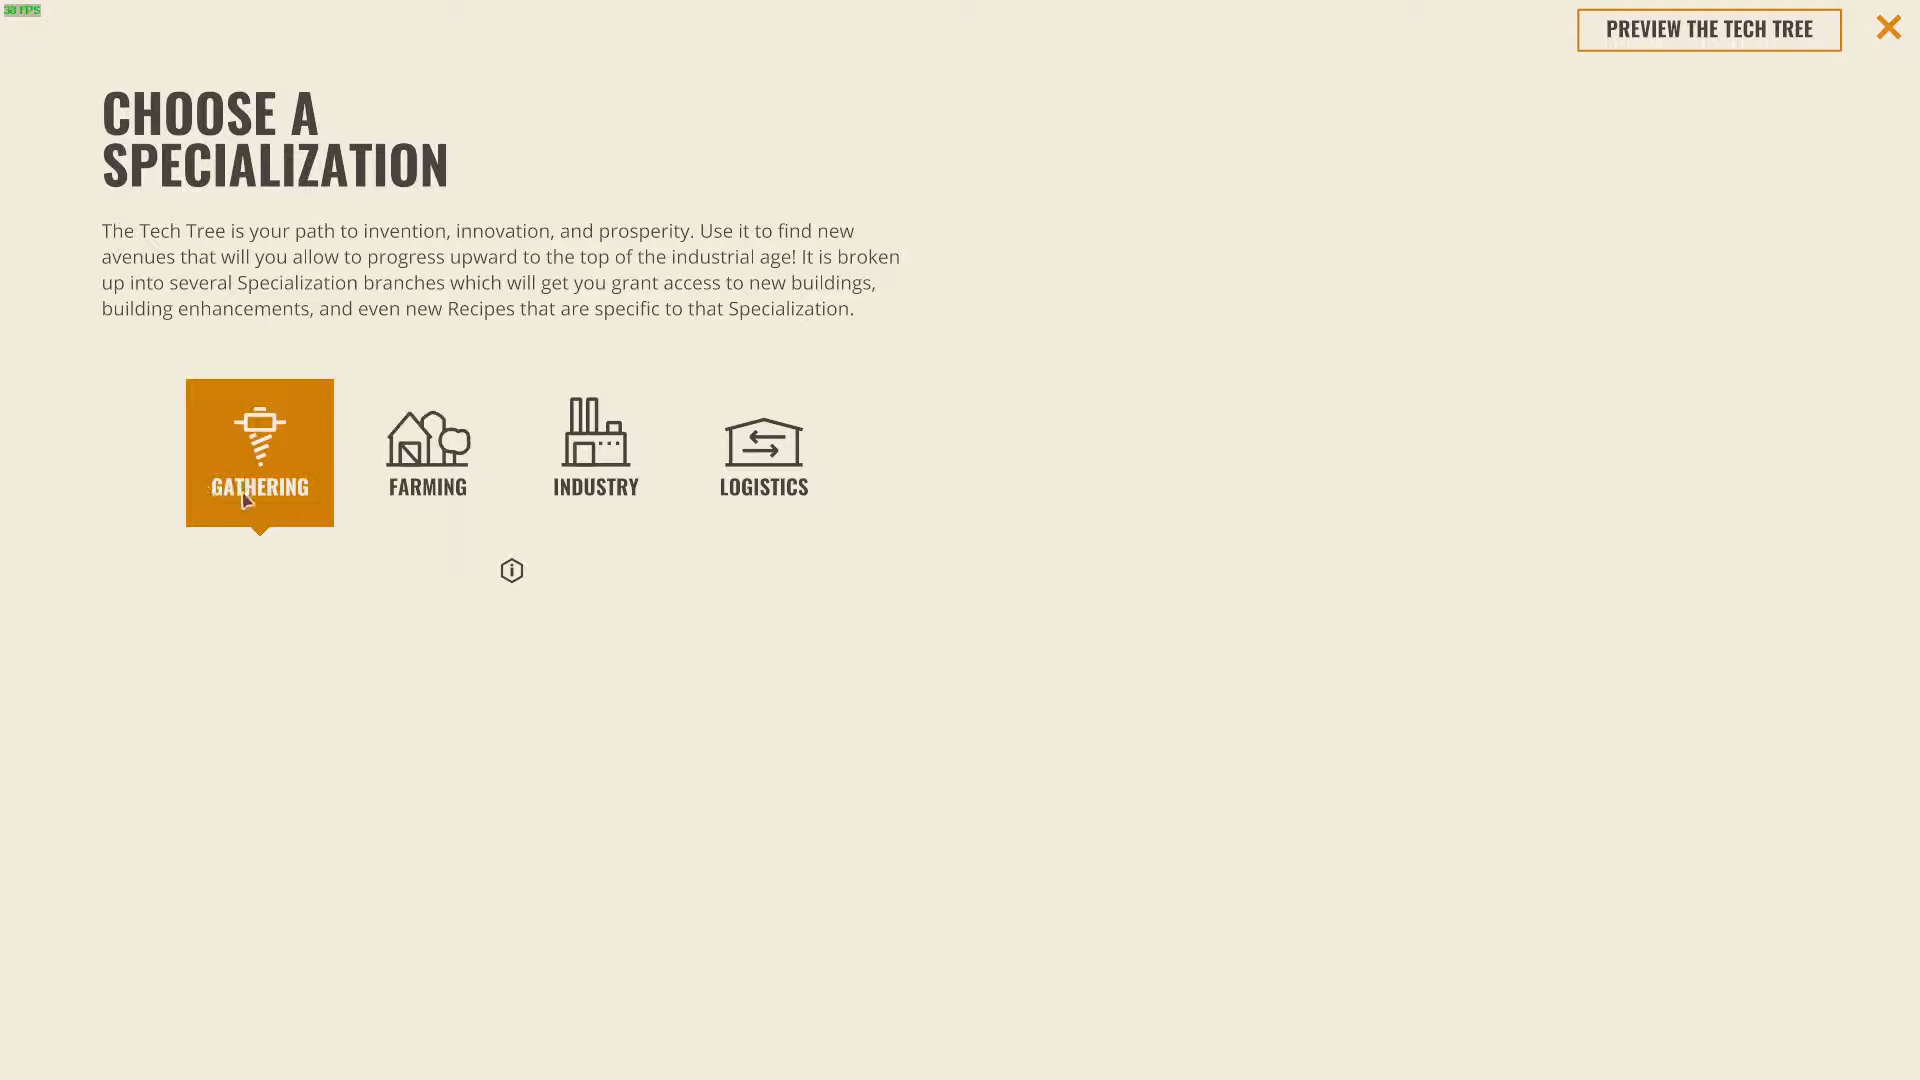 38 FPS
PREVIEW THE TECH TREE
CHOOSE A
SPECIALIZATION
The Tech Tree is your path to invention, innovation, and prosperity. Use it to find new
avenues that will you allow to progress upward to the top of the industrial age! It is broken
up into several Specialization branches which will get you grant access to new buildings,
building enhancements, and even new Recipes that are specific to that Specialization.
GATHERING
FARMING
INDUSTRY
LOGISTICS